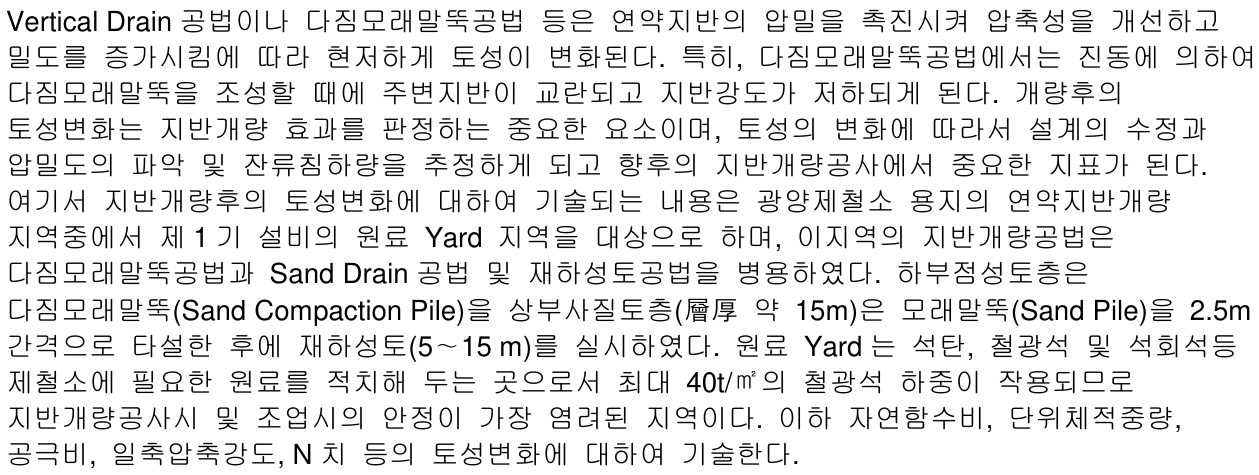 Vertical Drain 공법이나 다짐모래말뚝공법 등은 연약지반의 압밀을 촉진시켜 압축성을 개선하고
밀도를 증가시킴에 따라 현저하게 토성이 변화된다. 특히, 다짐모래말뚝공법에서는 진동에 의하여
다짐모래말뚝을 조성할 때에 주변지반이 교란되고 지반강도가 저하되게 된다. 개량후의
토성변화는 지반개량 효과를 판정하는 중요한 요소이며, 토성의 변화에 따라서 설계의 수정과
압밀도의 파악 및 잔류침하량을 추정하게 되고 향후의 지반개량공사에서 중요한 지표가 된다.
여기서 지반개량후의 토성변화에 대하여 기술되는 내용은 광양제철소 용지의 연약지반개량
지역중에서 제 1 기 설비의 원료 Yard 지역을 대상으로 하며, 이지역의 지반개량공법은
다짐모래말뚝공법과 Sand Drain 공법 및 재하성토공법을 병용하였다. 하부점성토층은
다짐모래말뚝(Sand Compaction Pile)을 상부사질토층(層厚 약 15m)은 모래말뚝(Sand Pile)을 2.5m
간격으로 타설한 후에 재하성토(5～15 m)를 실시하였다. 원료 Yard 는 석탄, 철광석 및 석회석등
제철소에 필요한 원료를 적치해 두는 곳으로서 최대 40t/㎡의 철광석 하중이 작용되므로
지반개량공사시 및 조업시의 안정이 가장 염려된 지역이다. 이하 자연함수비, 단위체적중량,
공극비, 일축압축강도, N 치 등의 토성변화에 대하여 기술한다.